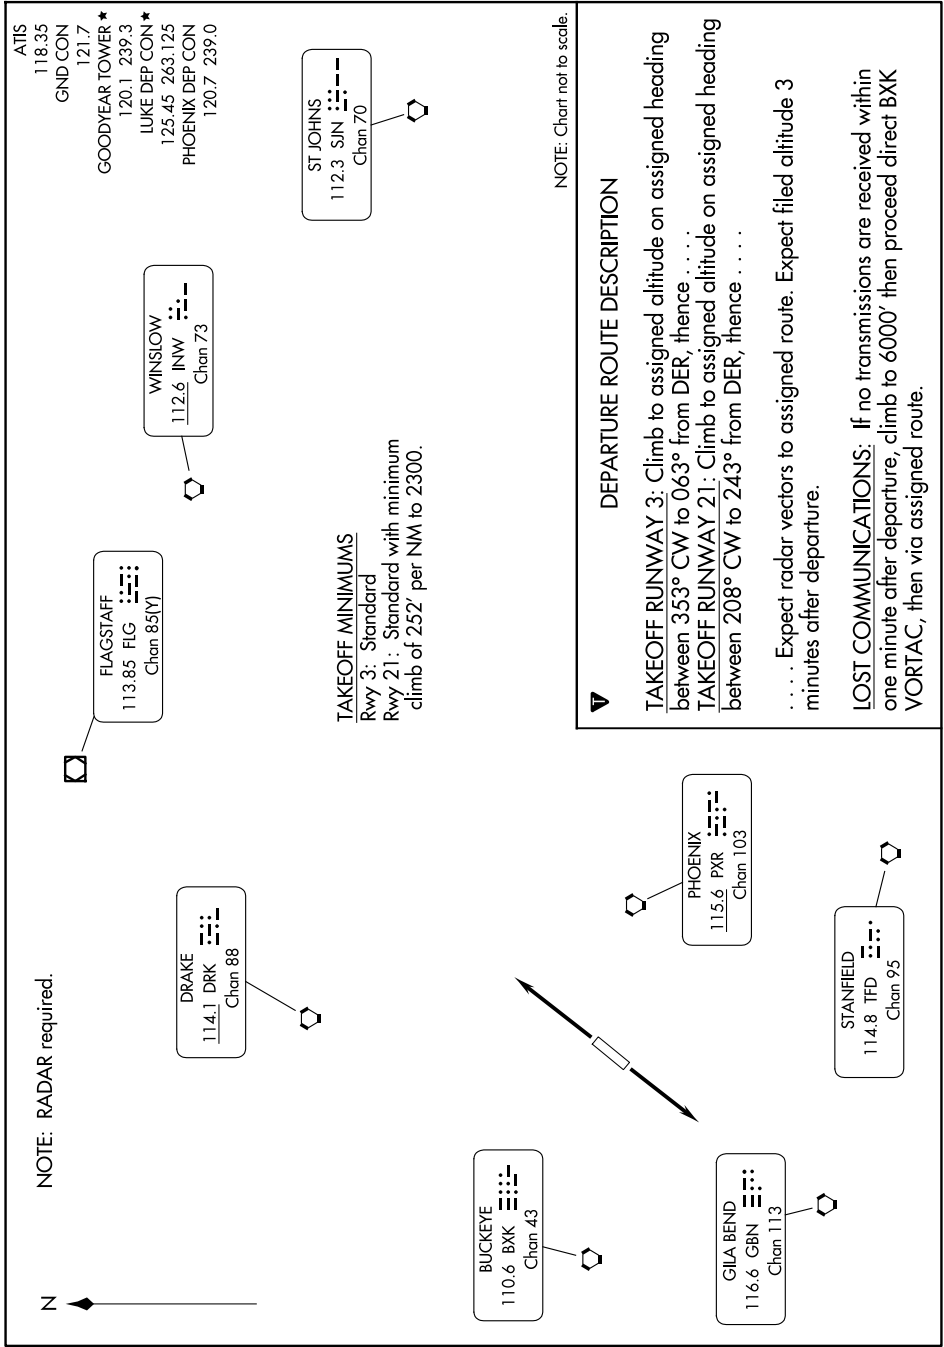 ATIS
118.35
GND CON
121.7
GOODYEAR TOWER★
120.1 239.3
LUKE DEP CON★
125.45 263.125
PHOENIX DEP CON
120.7 239.0
NOTE: RADAR required.
N
FLAGSTAFF
113.85 FLG
Chan 85(Y)
WINSLOW
112.6 INW
Chan 73
DRAKE
114.1 DRK
Chan 88
ST JOHNS
112.3 SJN
Chan 70
TAKEOFF MINIMUMS
Rwy 3: Standard
Rwy 21: Standard with minimum
climb of 252' per NM to 2300.
BUCKEYE
110.6 BXK
Chan 43
PHOENIX
115.6 PXR
Chan 103
GILA BEND
116.6 GBN
Chan 113
STANFIELD
114.8 TFD
Chan 95
NOTE: Chart not to scale.
T
DEPARTURE ROUTE DESCRIPTION
TAKEOFF RUNWAY 3: Climb to assigned altitude on assigned heading
between 353° CW to 063° from DER, thence . . . .
TAKEOFF RUNWAY 21: Climb to assigned altitude on assigned heading
between 208° CW to 243° from DER, thence . . . . .
. . . . Expect radar vectors to assigned route. Expect filed altitude 3
minutes after departure.
LOST COMMUNICATIONS: If no transmissions are received within
one minute after departure, climb to 6000' then proceed direct BXK
VORTAC, then via assigned route.